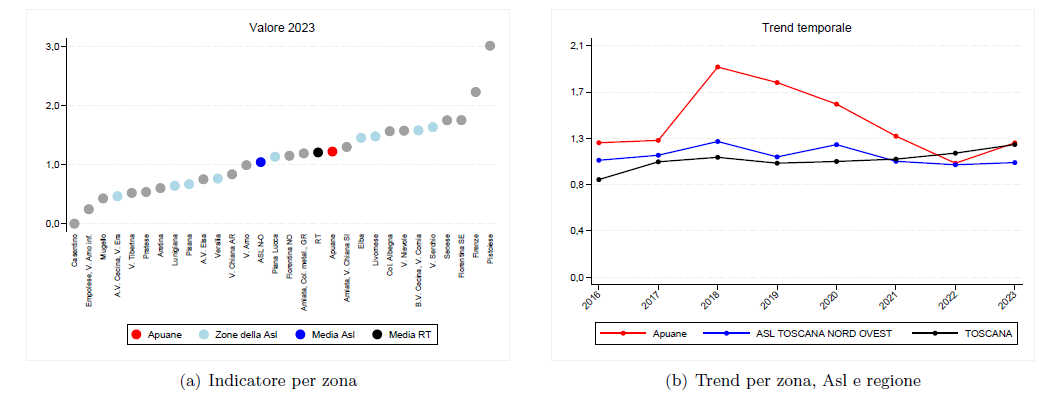 Valore 2023
3,0
2,0
1,0
0,0
Casentino
Empolese, V. Arno inf.
Mugello
A.V. Cecina, V. Era
V. Tiberina
Pratese
Aretina
Lunigiana
Pisana
A.V. Elsa
Versilia
V. Chiana AR
V. Arno
ASL N-O
Piana Lucca
Fiorentina NO
Amiata, Col. metal., GR
RT
Apuane
Amiata, V. Chiana SI
Elba
Livornese
Col. Albegna
V. Nievole
B.V. Cecina, V. Cornia
V. Serchio
Senese
Fiorentina SE
Firenze
Pistoiese
Apuane Zone della Asl Media Asl Media RT
(a) Indicatore per zona
Trend temporale
2,1
1,7
1,3
0,8
0,4
0,0
2016 2017 2018 2019 2020 2021 2022 2023
Apuane ASL TOSCANA NORD OVEST TOSCANA
(b) Trend per zona, Asl e regione